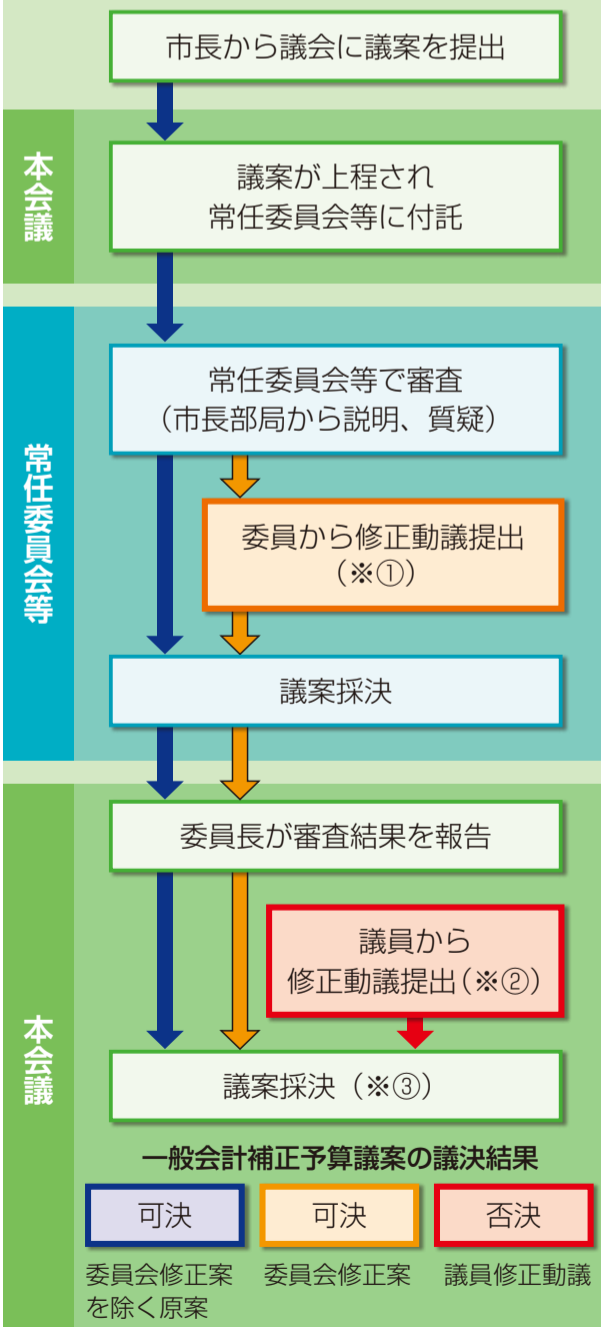 市長から議会に議案を提出
本会議
議案が上程され
常任委員会等に付託
常任委員会等
常任委員会等で審査
(市長部局から説明、質疑)
委員から修正動議提出
(※①)
議案採決
本会議
委員長が審査結果を報告
議員から
修正動議提出(※②)
議案採決(※③)
一般会計補正予算議案の議決結果
可決
可決
否決
委員会修正案
を除く原案
委員会修正案
議員修正動議